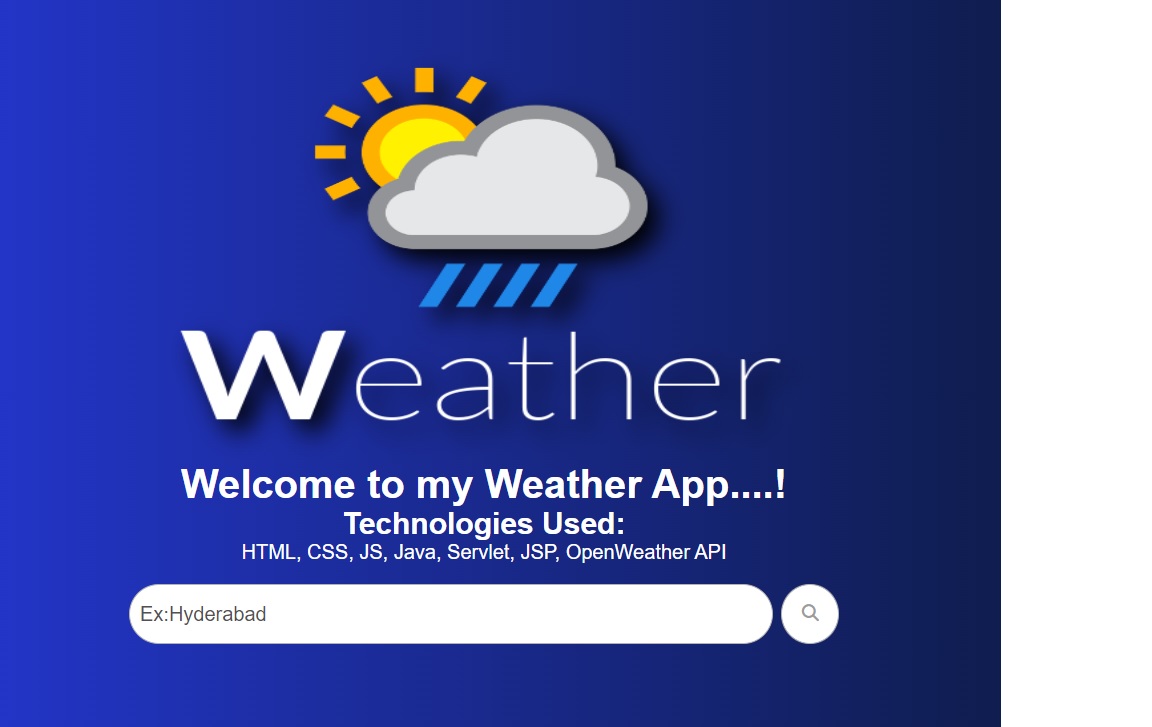 Weather
Welcome to my Weather App....!
Technologies Used:
HTML, CSS, JS, Java, Servlet, JSP, OpenWeather API
Ex:Hyderabad